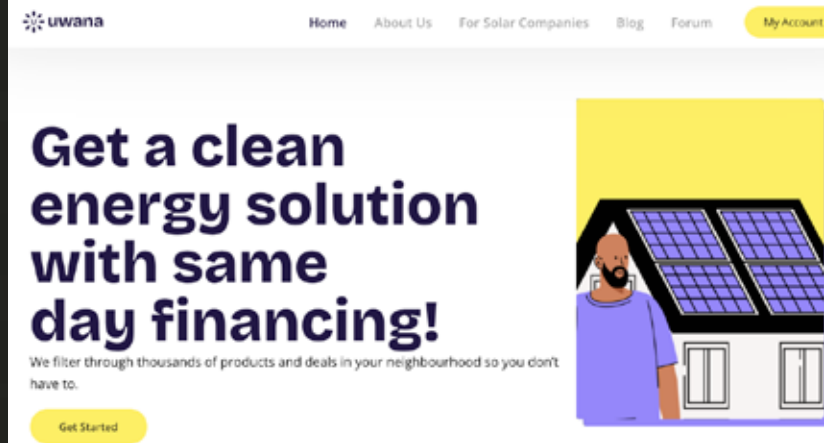 uwana
Home About Us For Solar Companies Blog Forum My Account
Get a clean
energy solution
with same
day financing!
We filter through thousands of products and deals in your neighbourhood so you don't
have to.
Get Started